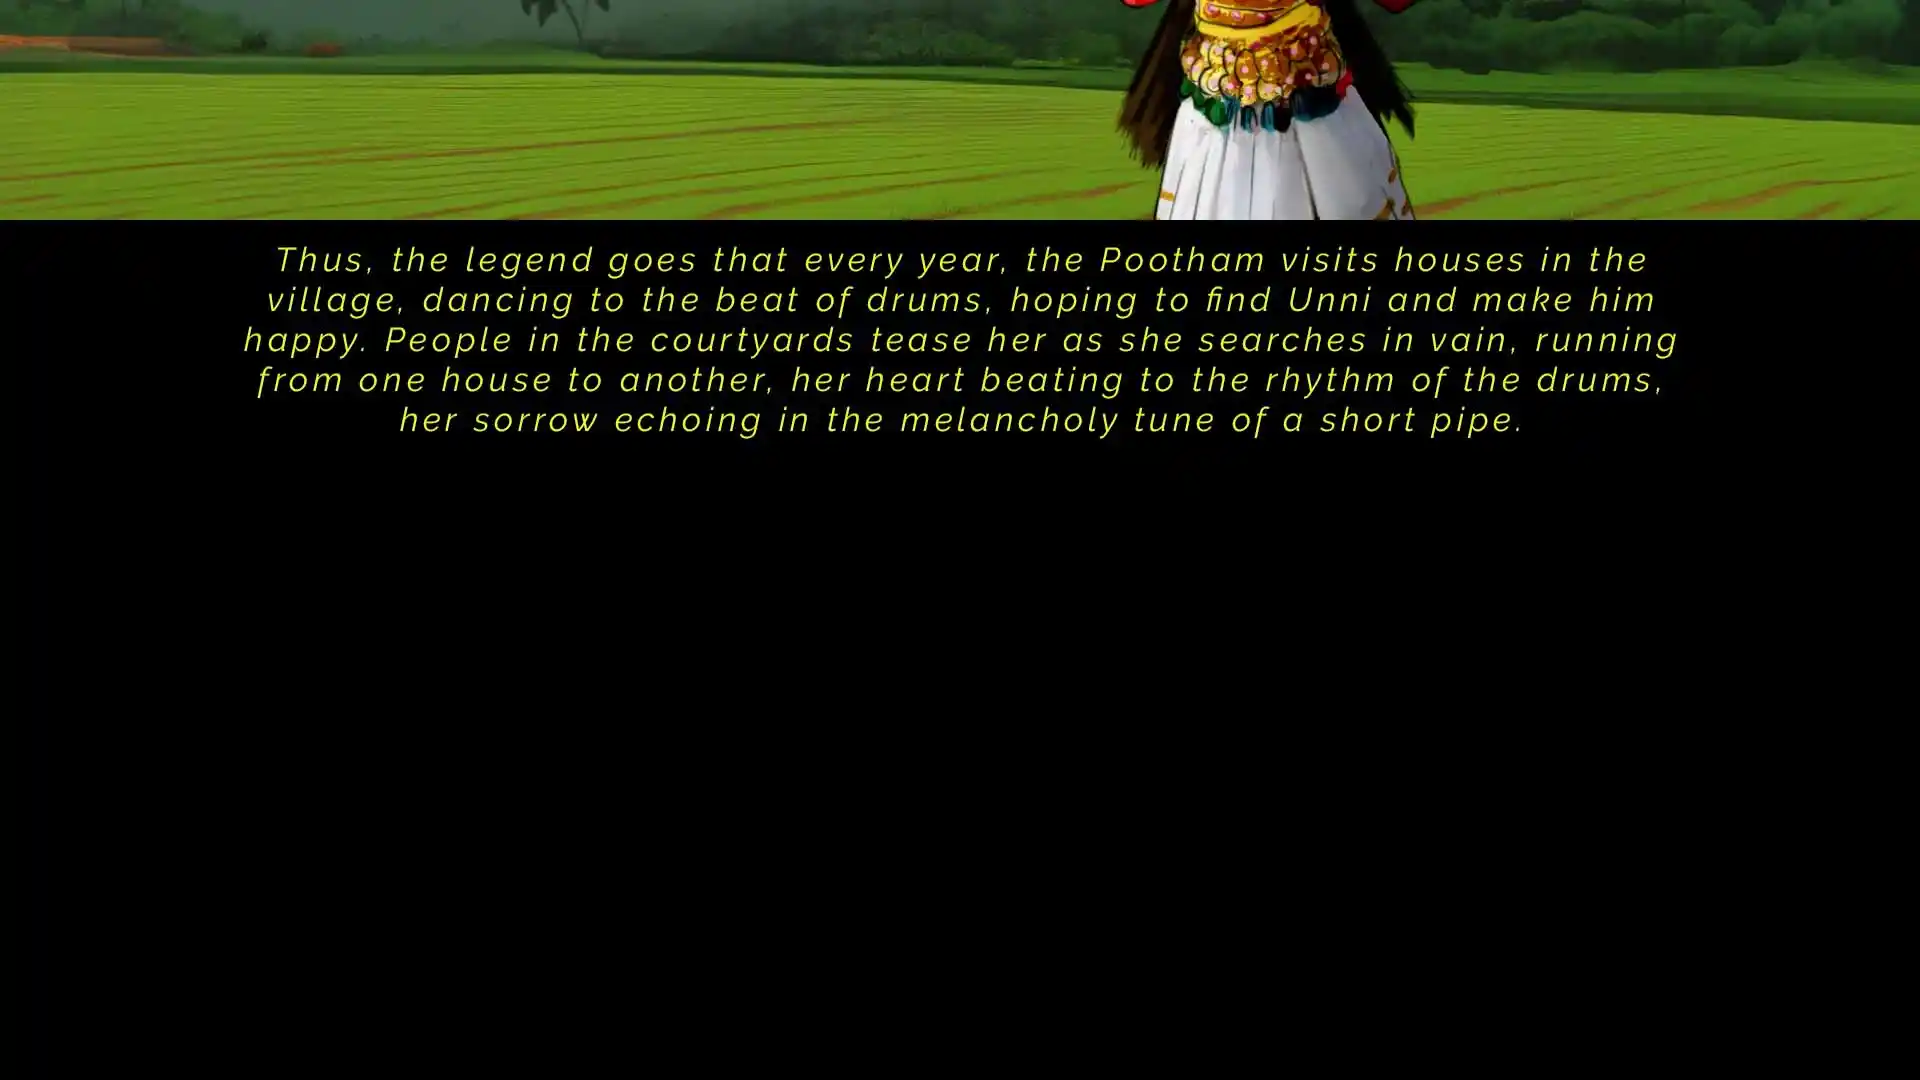 Thus, the legend goes that every year, the Pootham visits houses in the
village, dancing to the beat of drums, hoping to find Unni and make him
happy. People in the courtyards tease her as she searches in vain, running
from one house to another, her heart beating to the rhythm of the drums,
her sorrow echoing in the melancholy tune of a short pipe.